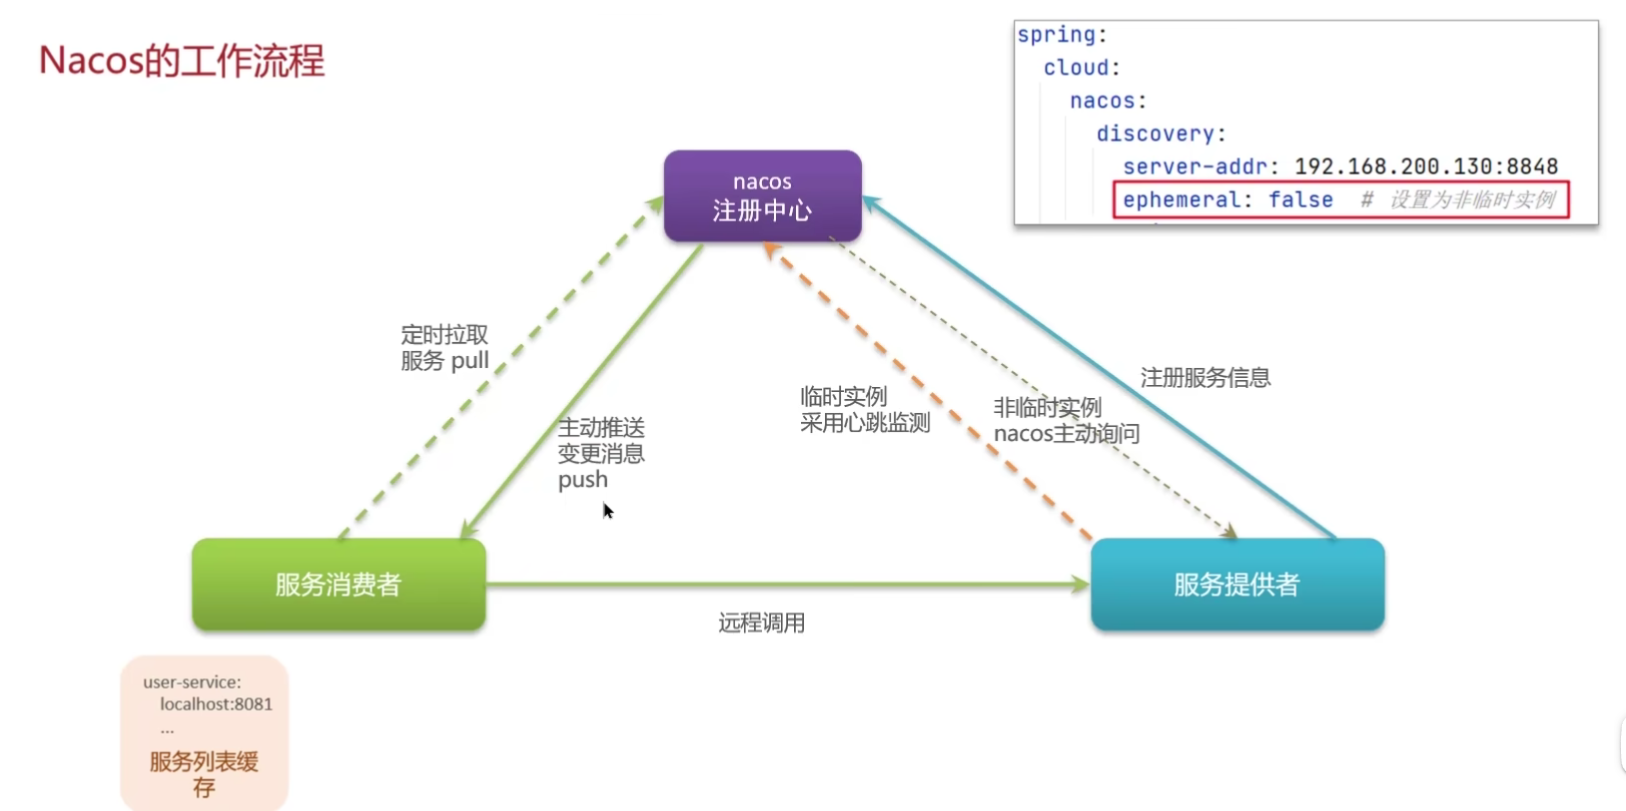 Nacos的工作流程
spring:
cloud:
nacos:
discovery:
server-addr: 192.168.200.130:8848
ephemeral: false # 设置为非临时实例
nacos
注册中心
定时拉取
服务 pull
主动推送
变更消息
push
临时实例
采用心跳监测
非临时实例
nacos主动询问
注册服务信息
服务消费者
远程调用
服务提供者
user-service:
localhost:8081
...
服务列表缓
存